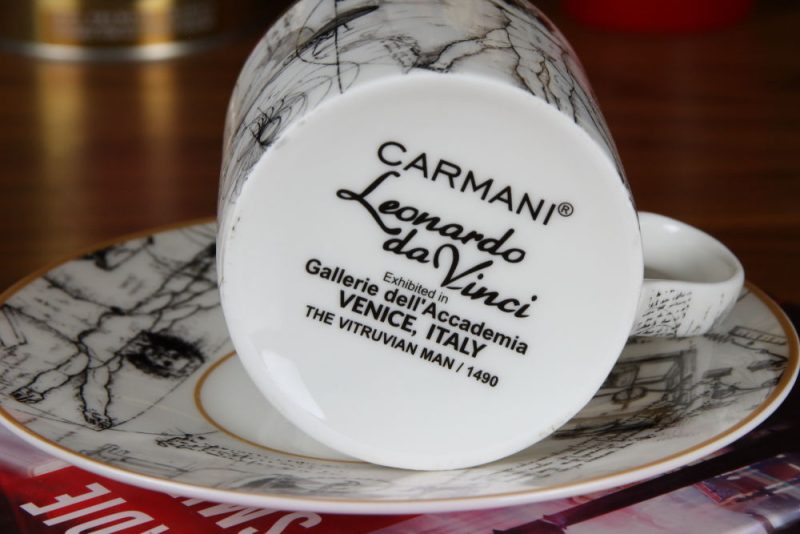 CARMANI®
Leonardo
da Vinci
Exhibited in
Gallerie dell'Accademia
VENICE, ITALY
THE VITRUVIAN MAN / 1490